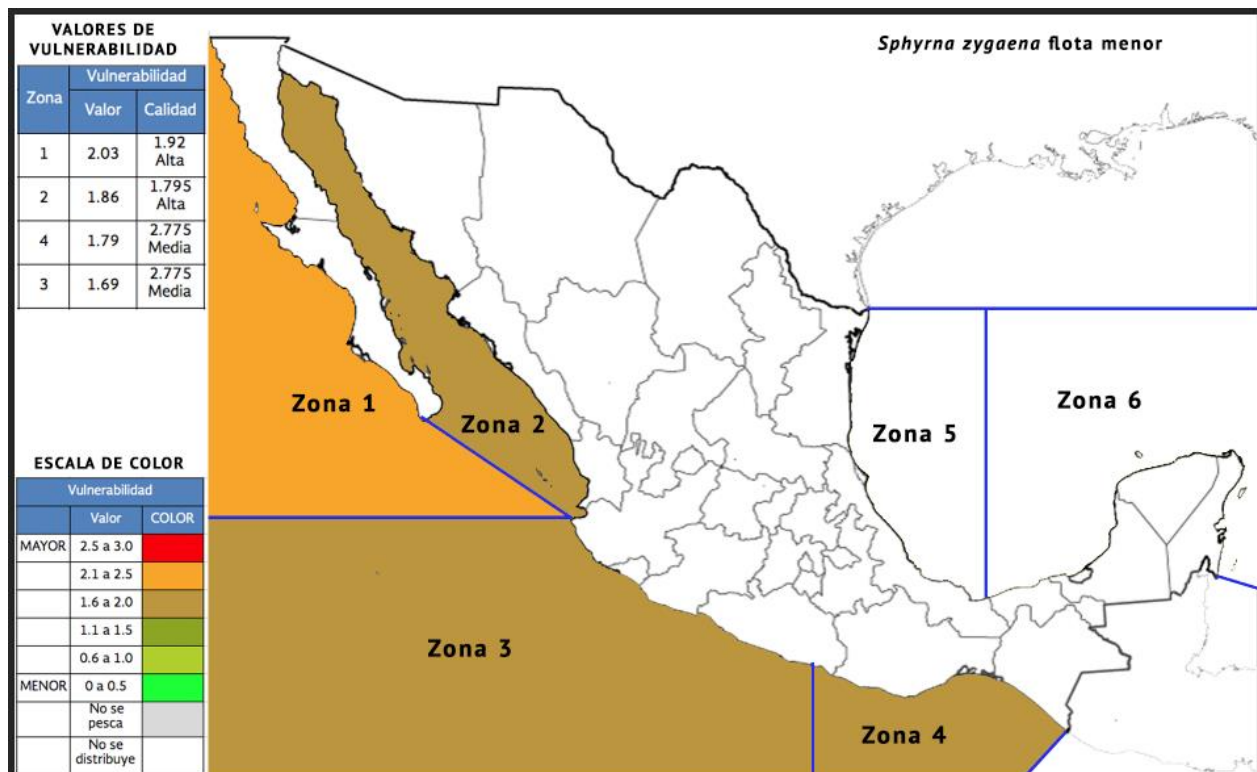 VALORES DE
VULNERABILIDAD
Zona
Vulnerabilidad
Valor
Calidad
1
2.03
1.92
Alta
2
1.86
1.795
Alta
4
1.79
2.775
Media
3
1.69
2.775
Media
Sphyrna zygaena flota menor
Zona 1
Zona 2
Zona 3
Zona 4
Zona 5
Zona 6
ESCALA DE COLOR
Vulnerabilidad
Valor
COLOR
MAYOR
2.5 a 3.0
2.1 a 2.5
1.6 a 2.0
1.1 a 1.5
0.6 a 1.0
MENOR
0 a 0.5
No se
pesca
No se
distribuye